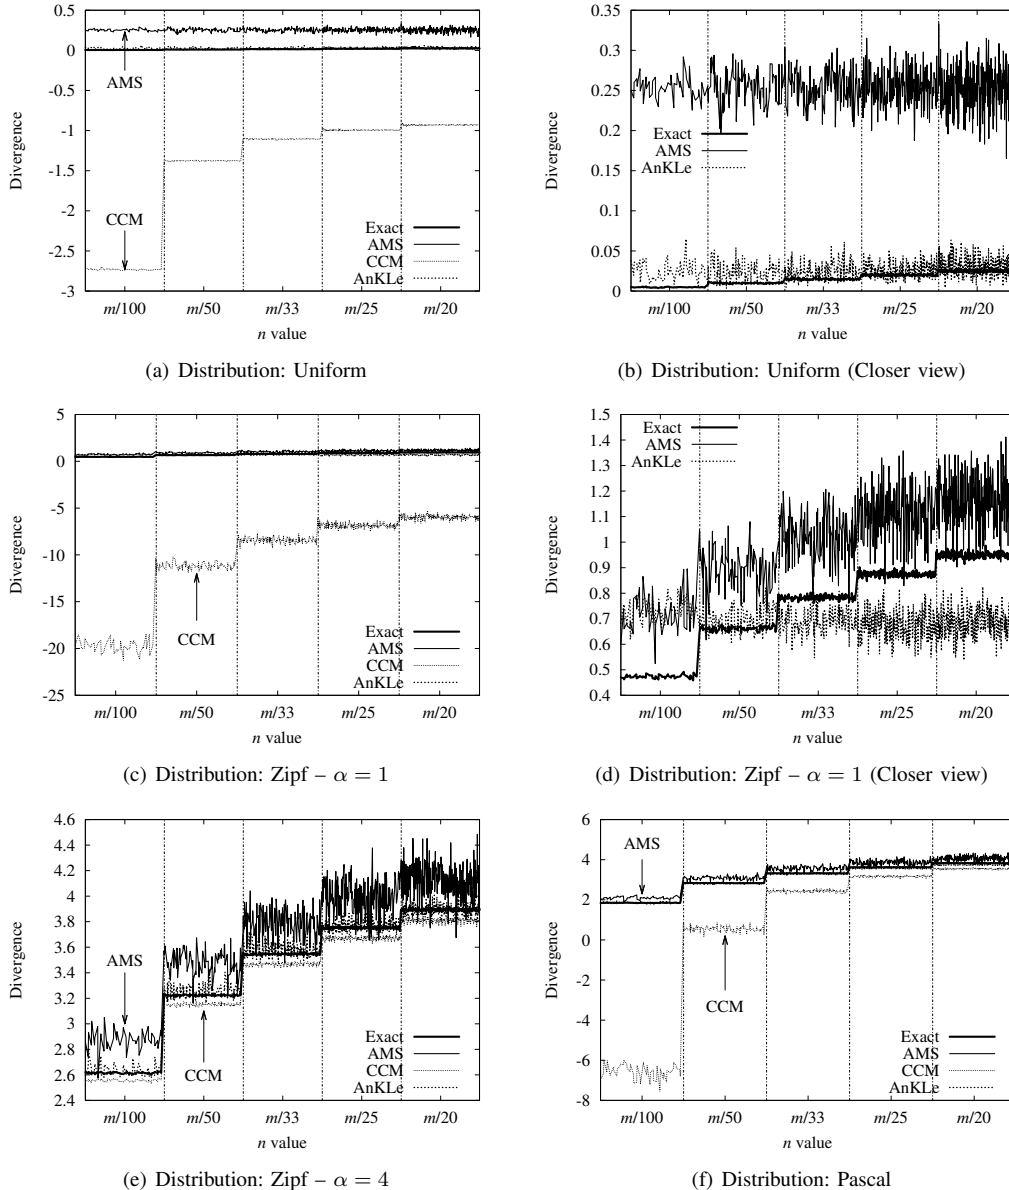 0.5
0
-0.5
-1
-1.5
-2
-2.5
-3
Divergence
AMS
CCM
Exact
AMS
CCM
AnKLe
m/100 m/50 m/33 m/25 m/20
n value
(a) Distribution: Uniform
0.35
0.3
0.25
0.2
0.15
0.1
0.05
0
Divergence
Exact
AMS
AnKLe
m/100 m/50 m/33 m/25 m/20
n value
(b) Distribution: Uniform (Closer view)
5
0
-5
-10
-15
-20
-25
Divergence
CCM
Exact
AMS
CCM
AnKLe
m/100 m/50 m/33 m/25 m/20
n value
(c) Distribution: Zipf – α = 1
1.5
1.4
1.3
1.2
1.1
1
0.9
0.8
0.7
0.6
0.5
0.4
Divergence
Exact
AMS
AnKLe
m/100 m/50 m/33 m/25 m/20
n value
(d) Distribution: Zipf – α = 1 (Closer view)
4.6
4.4
4.2
4
3.8
3.6
3.4
3.2
3
2.8
2.6
2.4
Divergence
AMS
CCM
Exact
AMS
CCM
AnKLe
m/100 m/50 m/33 m/25 m/20
n value
(e) Distribution: Zipf – α = 4
6
4
2
0
-2
-4
-6
-8
Divergence
AMS
CCM
Exact
AMS
CCM
AnKLe
m/100 m/50 m/33 m/25 m/20
n value
(f) Distribution: Pascal